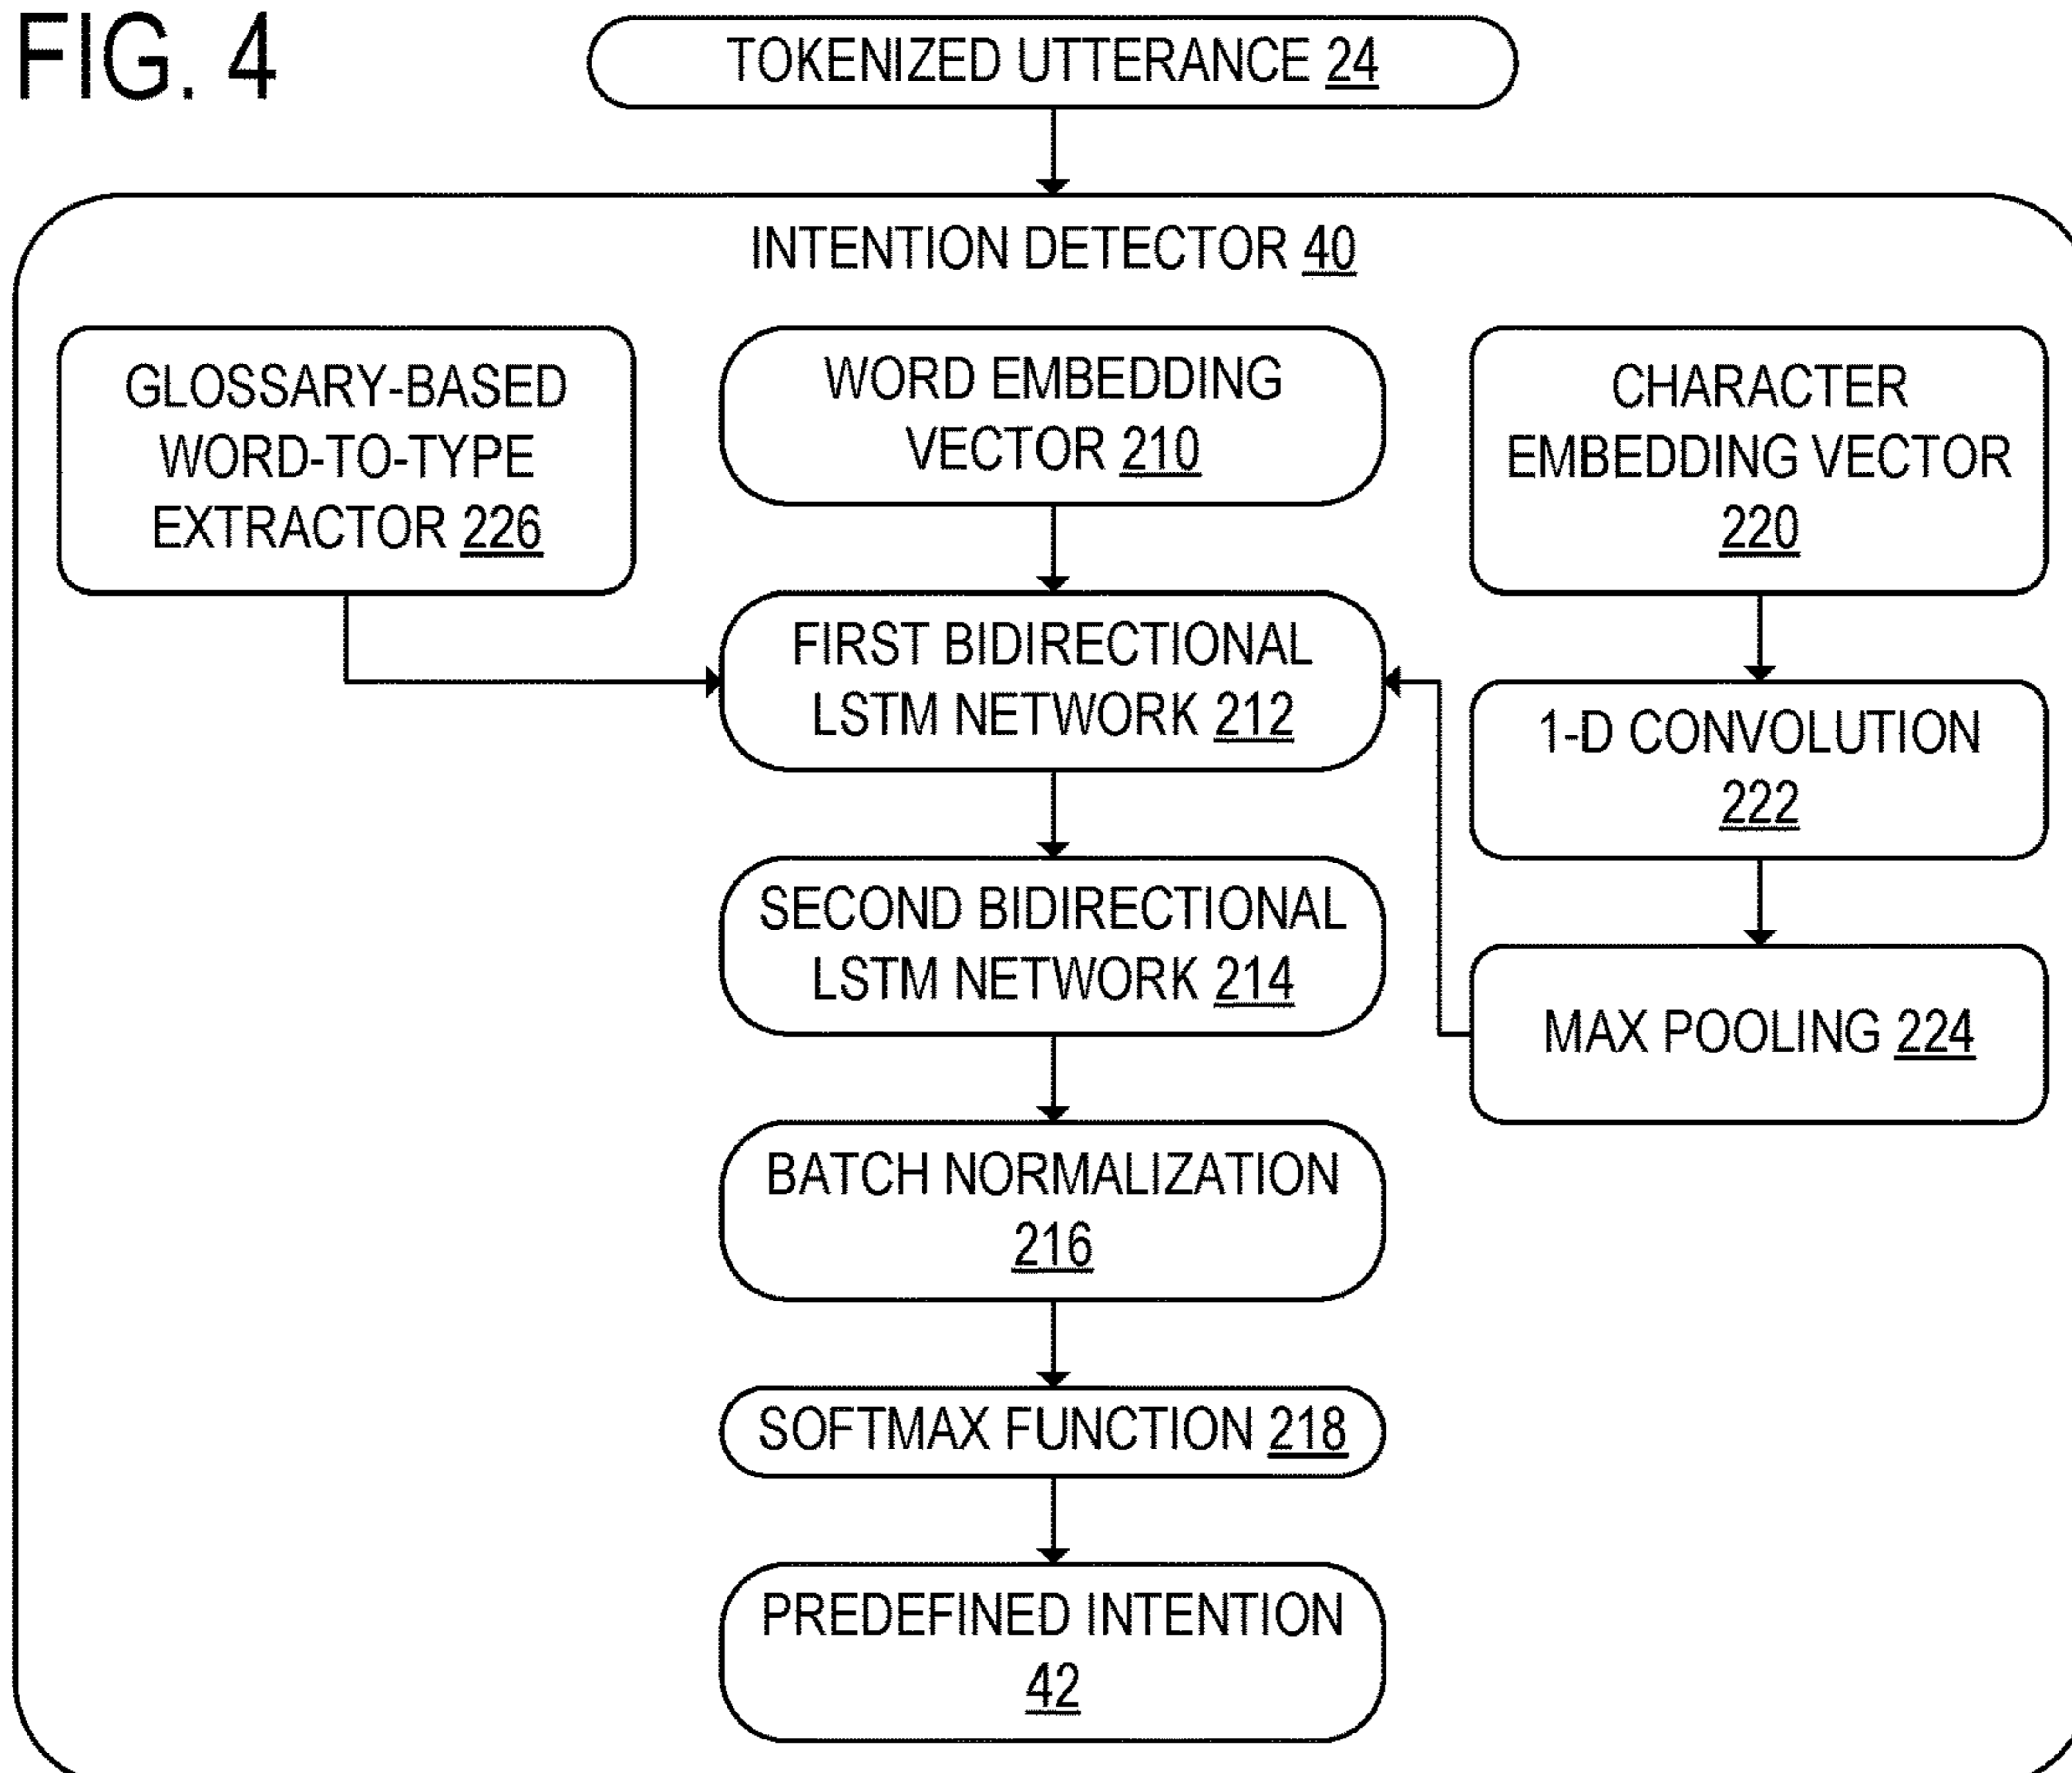 FIG. 4
TOKENIZED UTTERANCE 24
INTENTION DETECTOR 40
GLOSSARY-BASED
WORD-TO-TYPE
EXTRACTOR 226
WORD EMBEDDING
VECTOR 210
CHARACTER
EMBEDDING VECTOR
220
FIRST BIDIRECTIONAL
LSTM NETWORK 212
1-D CONVOLUTION
222
SECOND BIDIRECTIONAL
LSTM NETWORK 214
MAX POOLING 224
BATCH NORMALIZATION
216
SOFTMAX FUNCTION 218
PREDEFINED INTENTION
42